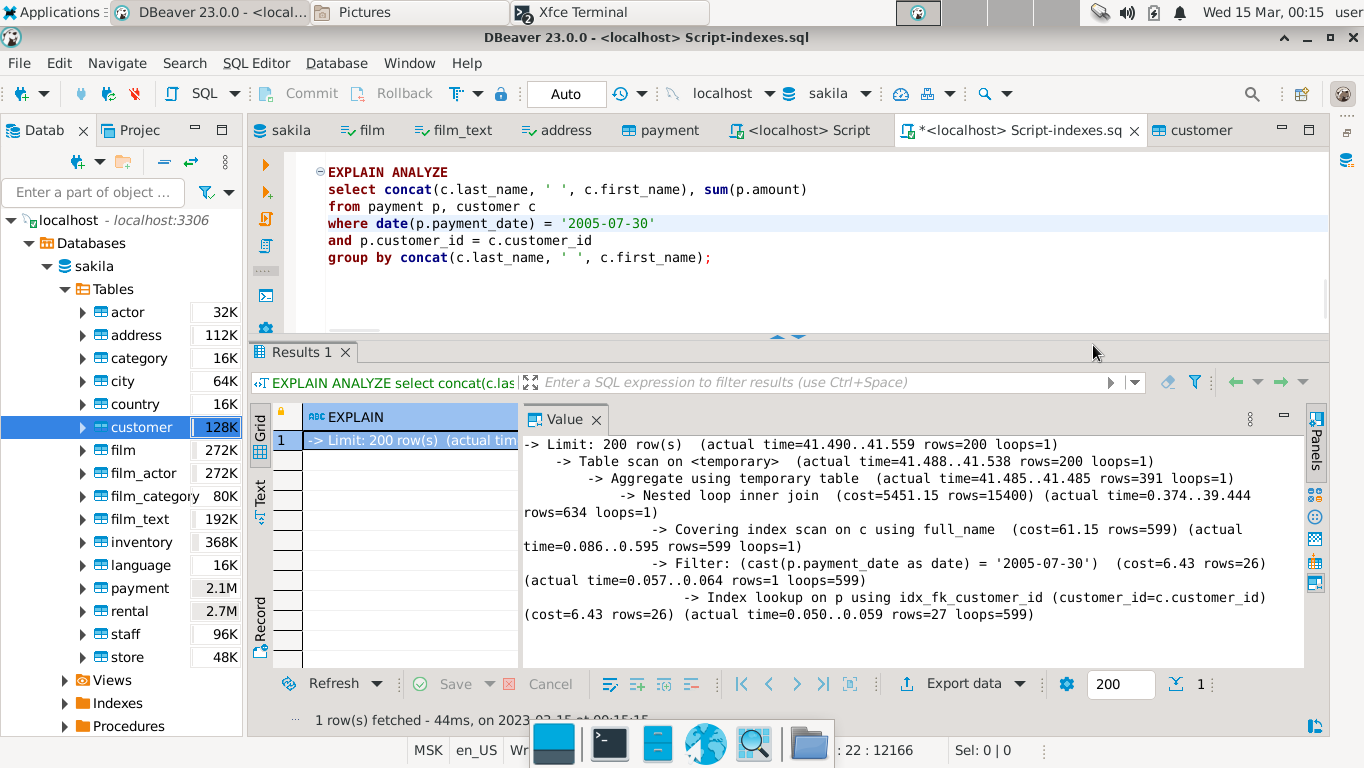 Applications
DBeaver 23.0.0 - <local...
Pictures
Xfce Terminal
Wed 15 Mar, 00:15 user
DBeaver 23.0.0 - <localhost> Script-indexes.sql
File Edit Navigate Search SQL Editor Database Window Help
SQL Commit Rollback Auto localhost sakila
Datab Projec
sakila film film_text address payment <localhost> Script *<localhost> Script-indexes.sq customer
Enter a part of object ...
localhost - localhost:3306
Databases
sakila
Tables
actor 32K
address 112K
category 16K
city 64K
country 16K
customer 128K
film 272K
film_actor 272K
film_category 80K
film_text 192K
inventory 368K
language 16K
payment 2.1M
rental 2.7M
staff 96K
store 48K
Views
Indexes
Procedures
EXPLAIN ANALYZE
select concat(c.last_name, ' ', c.first_name), sum(p.amount)
from payment p, customer c
where date(p.payment_date) = '2005-07-30'
and p.customer_id = c.customer_id
group by concat(c.last_name, ' ', c.first_name);
Results 1
EXPLAIN ANALYZE select concat(c.las
Enter a SQL expression to filter results (use Ctrl+Space)
Grid
Text
Record
ABC EXPLAIN
1 -> Limit: 200 row(s) (actual tim
Value
-> Limit: 200 row(s) (actual time=41.490..41.559 rows=200 loops=1)
-> Table scan on <temporary> (actual time=41.488..41.538 rows=200 loops=1)
-> Aggregate using temporary table (actual time=41.485..41.485 rows=391 loops=1)
-> Nested loop inner join (cost=5451.15 rows=15400) (actual time=0.374..39.444
rows=634 loops=1)
-> Covering index scan on c using full_name (cost=61.15 rows=599) (actual
time=0.086..0.595 rows=599 loops=1)
-> Filter: (cast(p.payment_date as date) = '2005-07-30') (cost=6.43 rows=26)
(actual time=0.057..0.064 rows=1 loops=599)
-> Index lookup on p using idx_fk_customer_id (customer_id=c.customer_id)
(cost=6.43 rows=26) (actual time=0.050..0.059 rows=27 loops=599)
Panels
Refresh Save Cancel Export data 200 1
1 row(s) fetched - 44ms, on 2023-03-15 at 00:15:15
MSK en_US Wr : 22 : 12166 Sel: 0 | 0